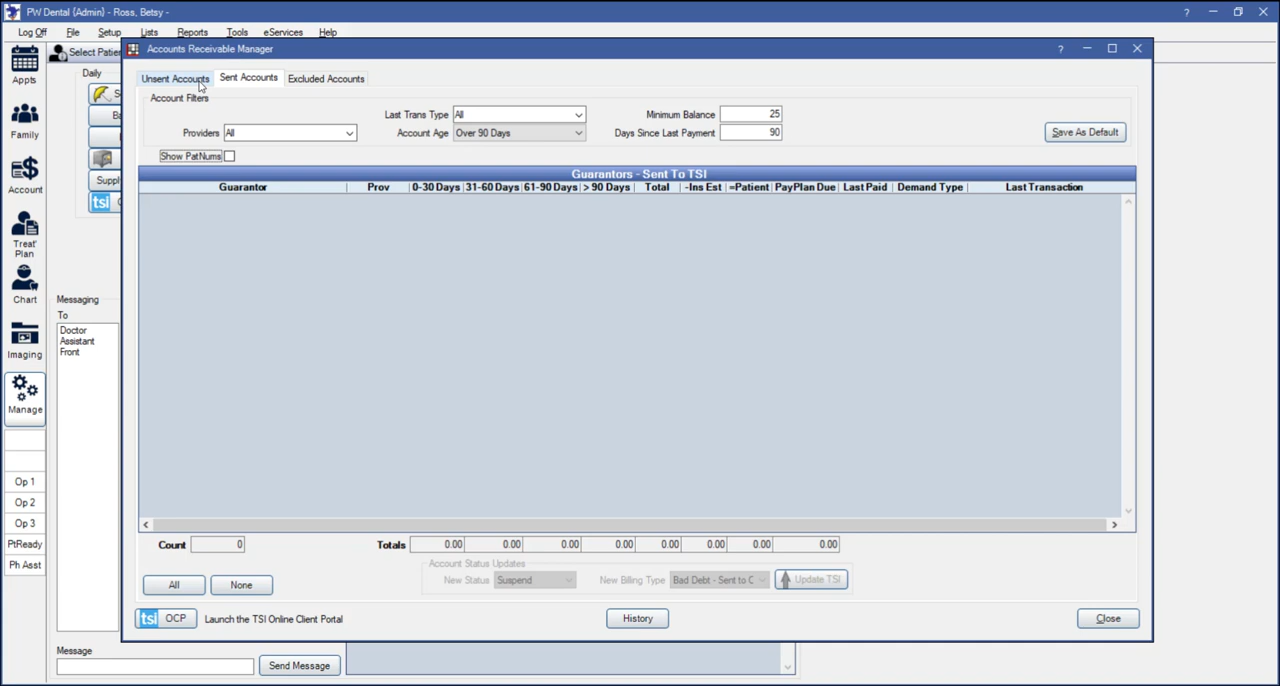 PW Dental {Admin} - Ross, Betsy -
Log Off File Setup Lists Reports Tools eServices Help
Select Patien
Accounts Receivable Manager
Appts
Daily
Unsent Accounts Sent Accounts Excluded Accounts
Account Filters
S
Last Trans Type All Minimum Balance 25
Ba
Family
Providers All Account Age Over 90 Days Days Since Last Payment 90 Save As Default
Show PatNums
Guarantors - Sent To TSI
Supply
Account
Guarantor Prov 0-30 Days 31-60 Days 61-90 Days > 90 Days Total -Ins Est =Patient PayPlan Due Last Paid Demand Type Last Transaction
tsi
Treat'
Plan
Chart
Messaging
To
Doctor
Assistant
Front
Imaging
Manage
Op 1
Op 2
Op 3
PtReady
Ph Asst
Count 0 Totals 0.00 0.00 0.00 0.00 0.00 0.00 0.00 0.00
Account Status Updates
All None New Status Suspend New Billing Type Bad Debt - Sent to C Update TSI
tsi OCP Launch the TSI Online Client Portal History Close
Message
Send Message